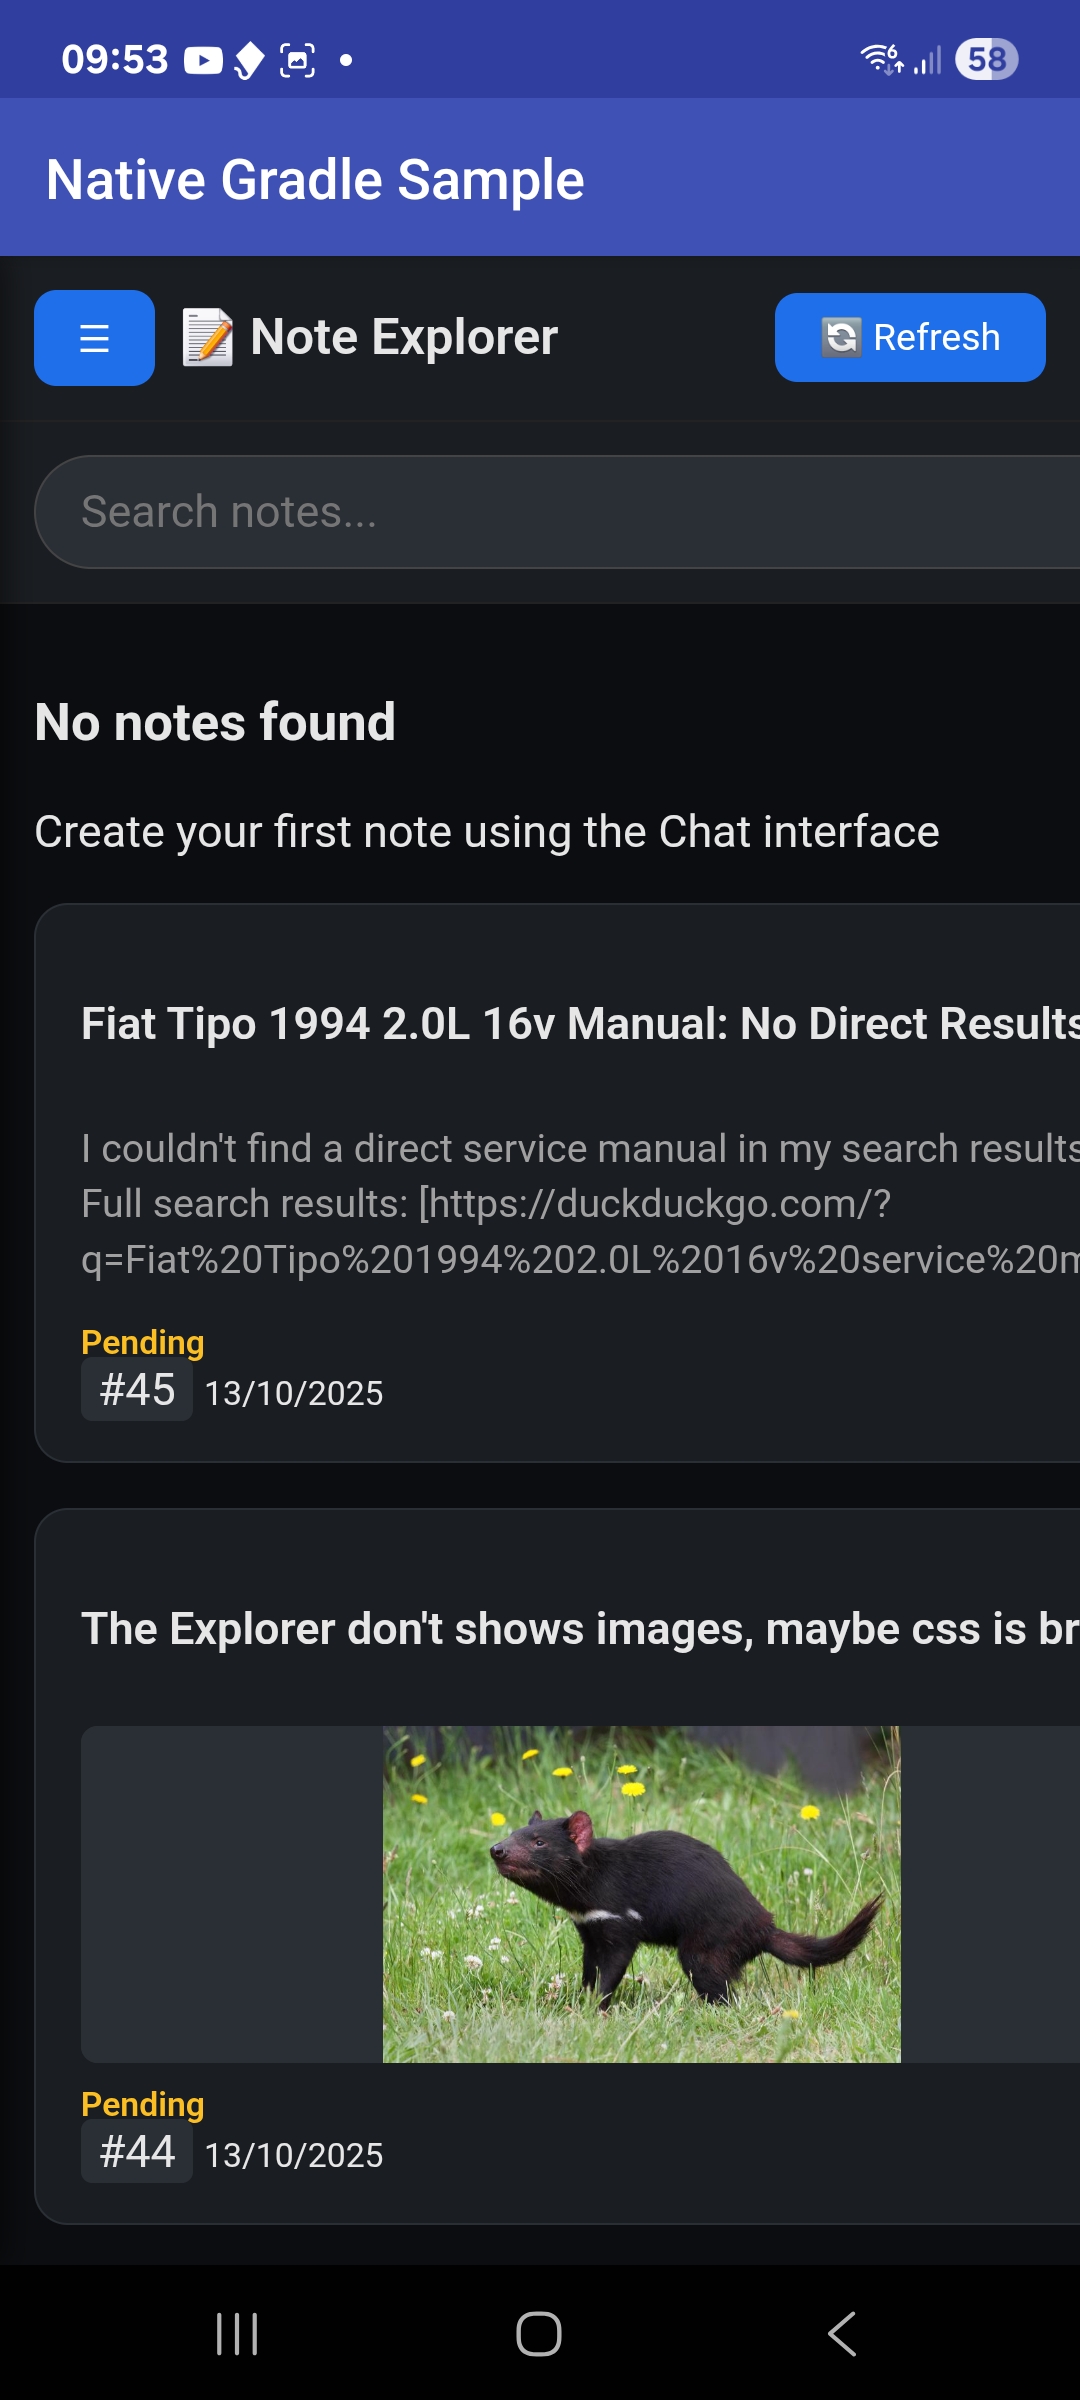 09:53
6
58
Native Gradle Sample
Note Explorer
Refresh
Search notes...
No notes found
Create your first note using the Chat interface
Fiat Tipo 1994 2.0L 16v Manual: No Direct Results
I couldn't find a direct service manual in my search results
Full search results: [https://duckduckgo.com/?
q=Fiat%20Tipo%201994%202.0L%2016v%20service%20m
Pending
#45 13/10/2025
The Explorer don't shows images, maybe css is br
Pending
#44 13/10/2025